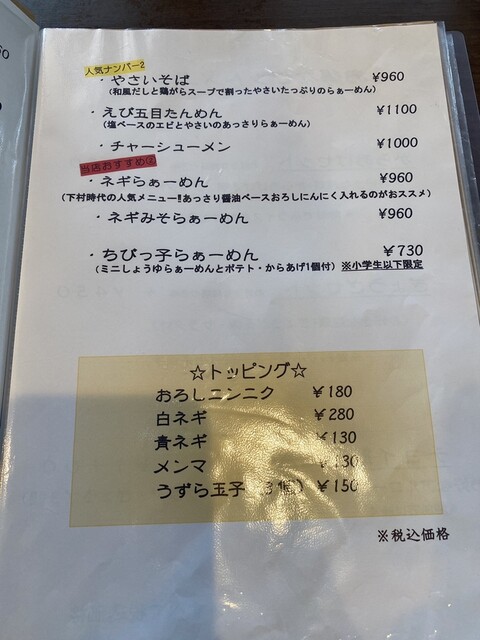 人気ナンバー2
・やさいそば ¥960
(和風だしと鶏がらスープで割ったやさいたっぷりのらぁーめん)
・えび五目たんめん ¥1100
(塩ベースのエビとやさいのあっさりらぁーめん)
・チャーシューメン ¥1000
当店おすすめ②
・ネギらぁーめん ¥960
(下村時代の人気メニュー!!あっさり醤油ベースおろしにんにく入れるのがおススメ)
・ネギみそらぁーめん ¥960
・ちびっ子らぁーめん ¥730
(ミニしょうゆらぁーめんとポテト・からあげ1個付) ※小学生以下限定
☆トッピング☆
おろしニンニク ¥180
白ネギ ¥280
青ネギ ¥130
メンマ ¥130
うずら玉子(3個) ¥150
※税込価格